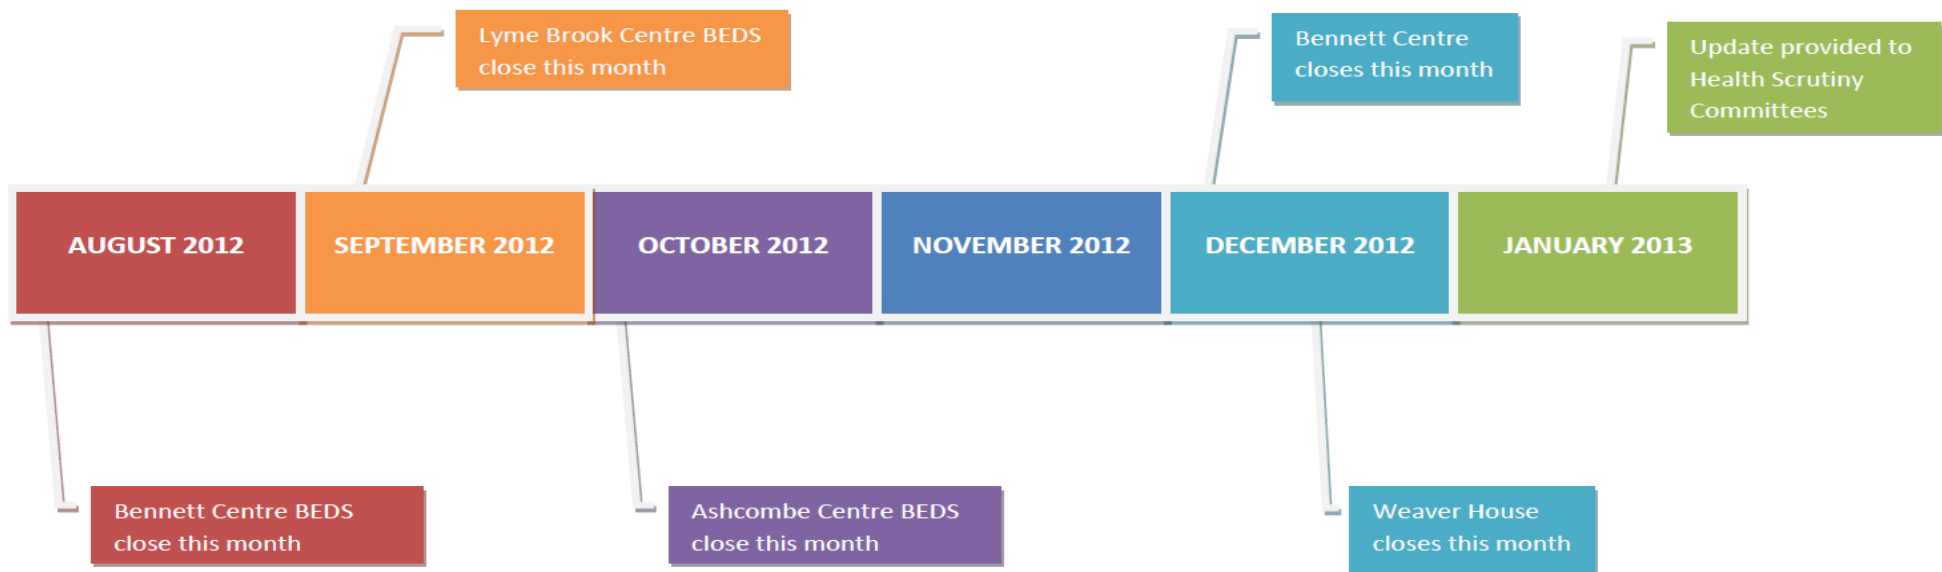 Lyme Brook Centre BEDS
close this month
Bennett Centre
closes this month
Update provided to
Health Scrutiny
Committees
AUGUST 2012
SEPTEMBER 2012
OCTOBER 2012
NOVEMBER 2012
DECEMBER 2012
JANUARY 2013
Bennett Centre BEDS
close this month
Ashcombe Centre BEDS
close this month
Weaver House
closes this month